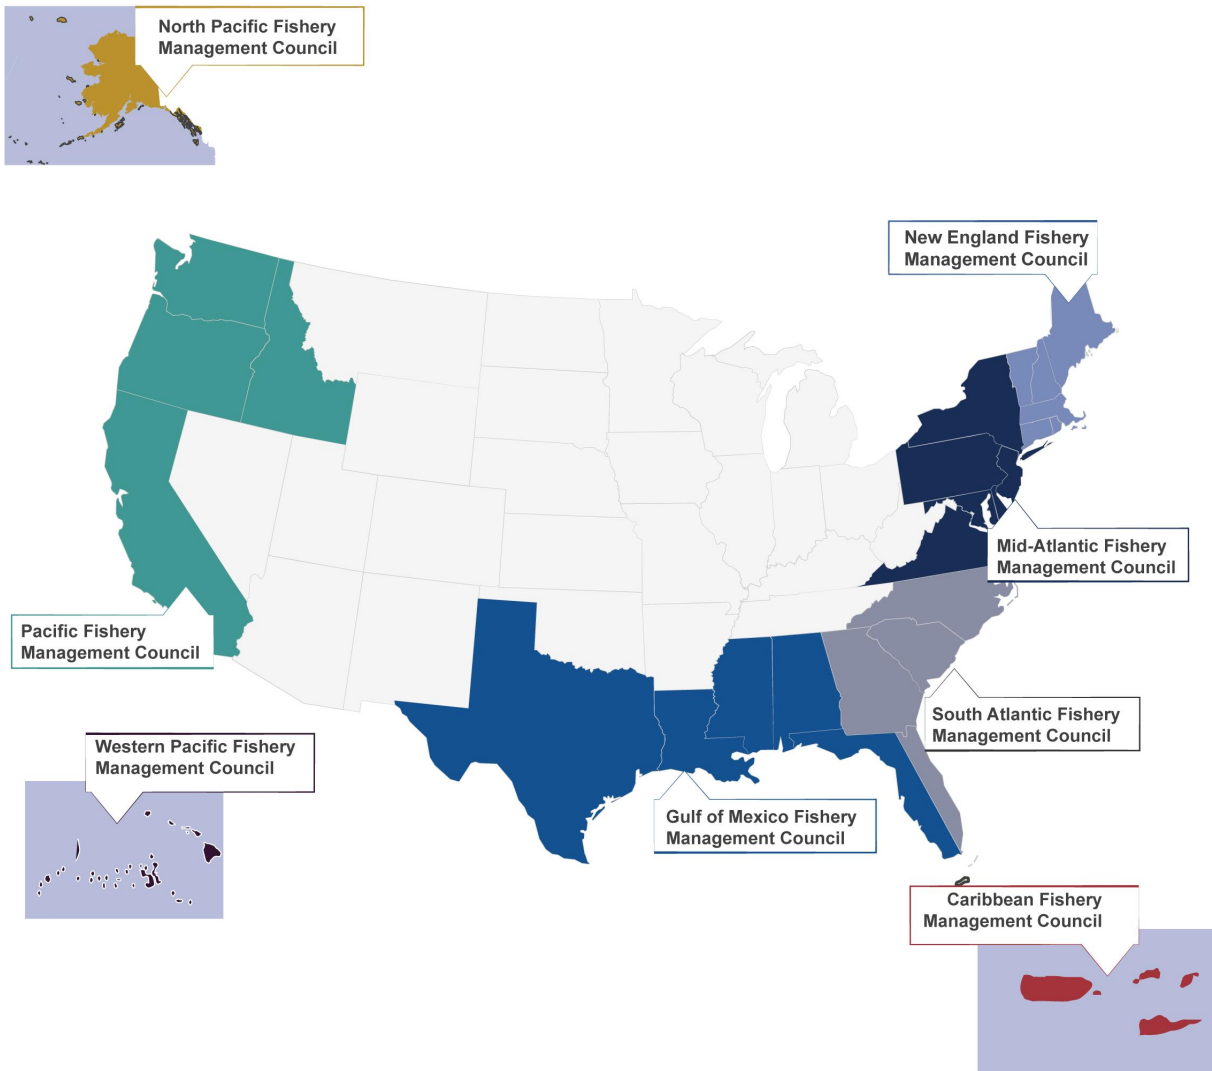 North Pacific Fishery
Management Council
New England Fishery
Management Council
Mid-Atlantic Fishery
Management Council
Pacific Fishery
Management Council
South Atlantic Fishery
Management Council
Western Pacific Fishery
Management Council
Gulf of Mexico Fishery
Management Council
Caribbean Fishery
Management Council